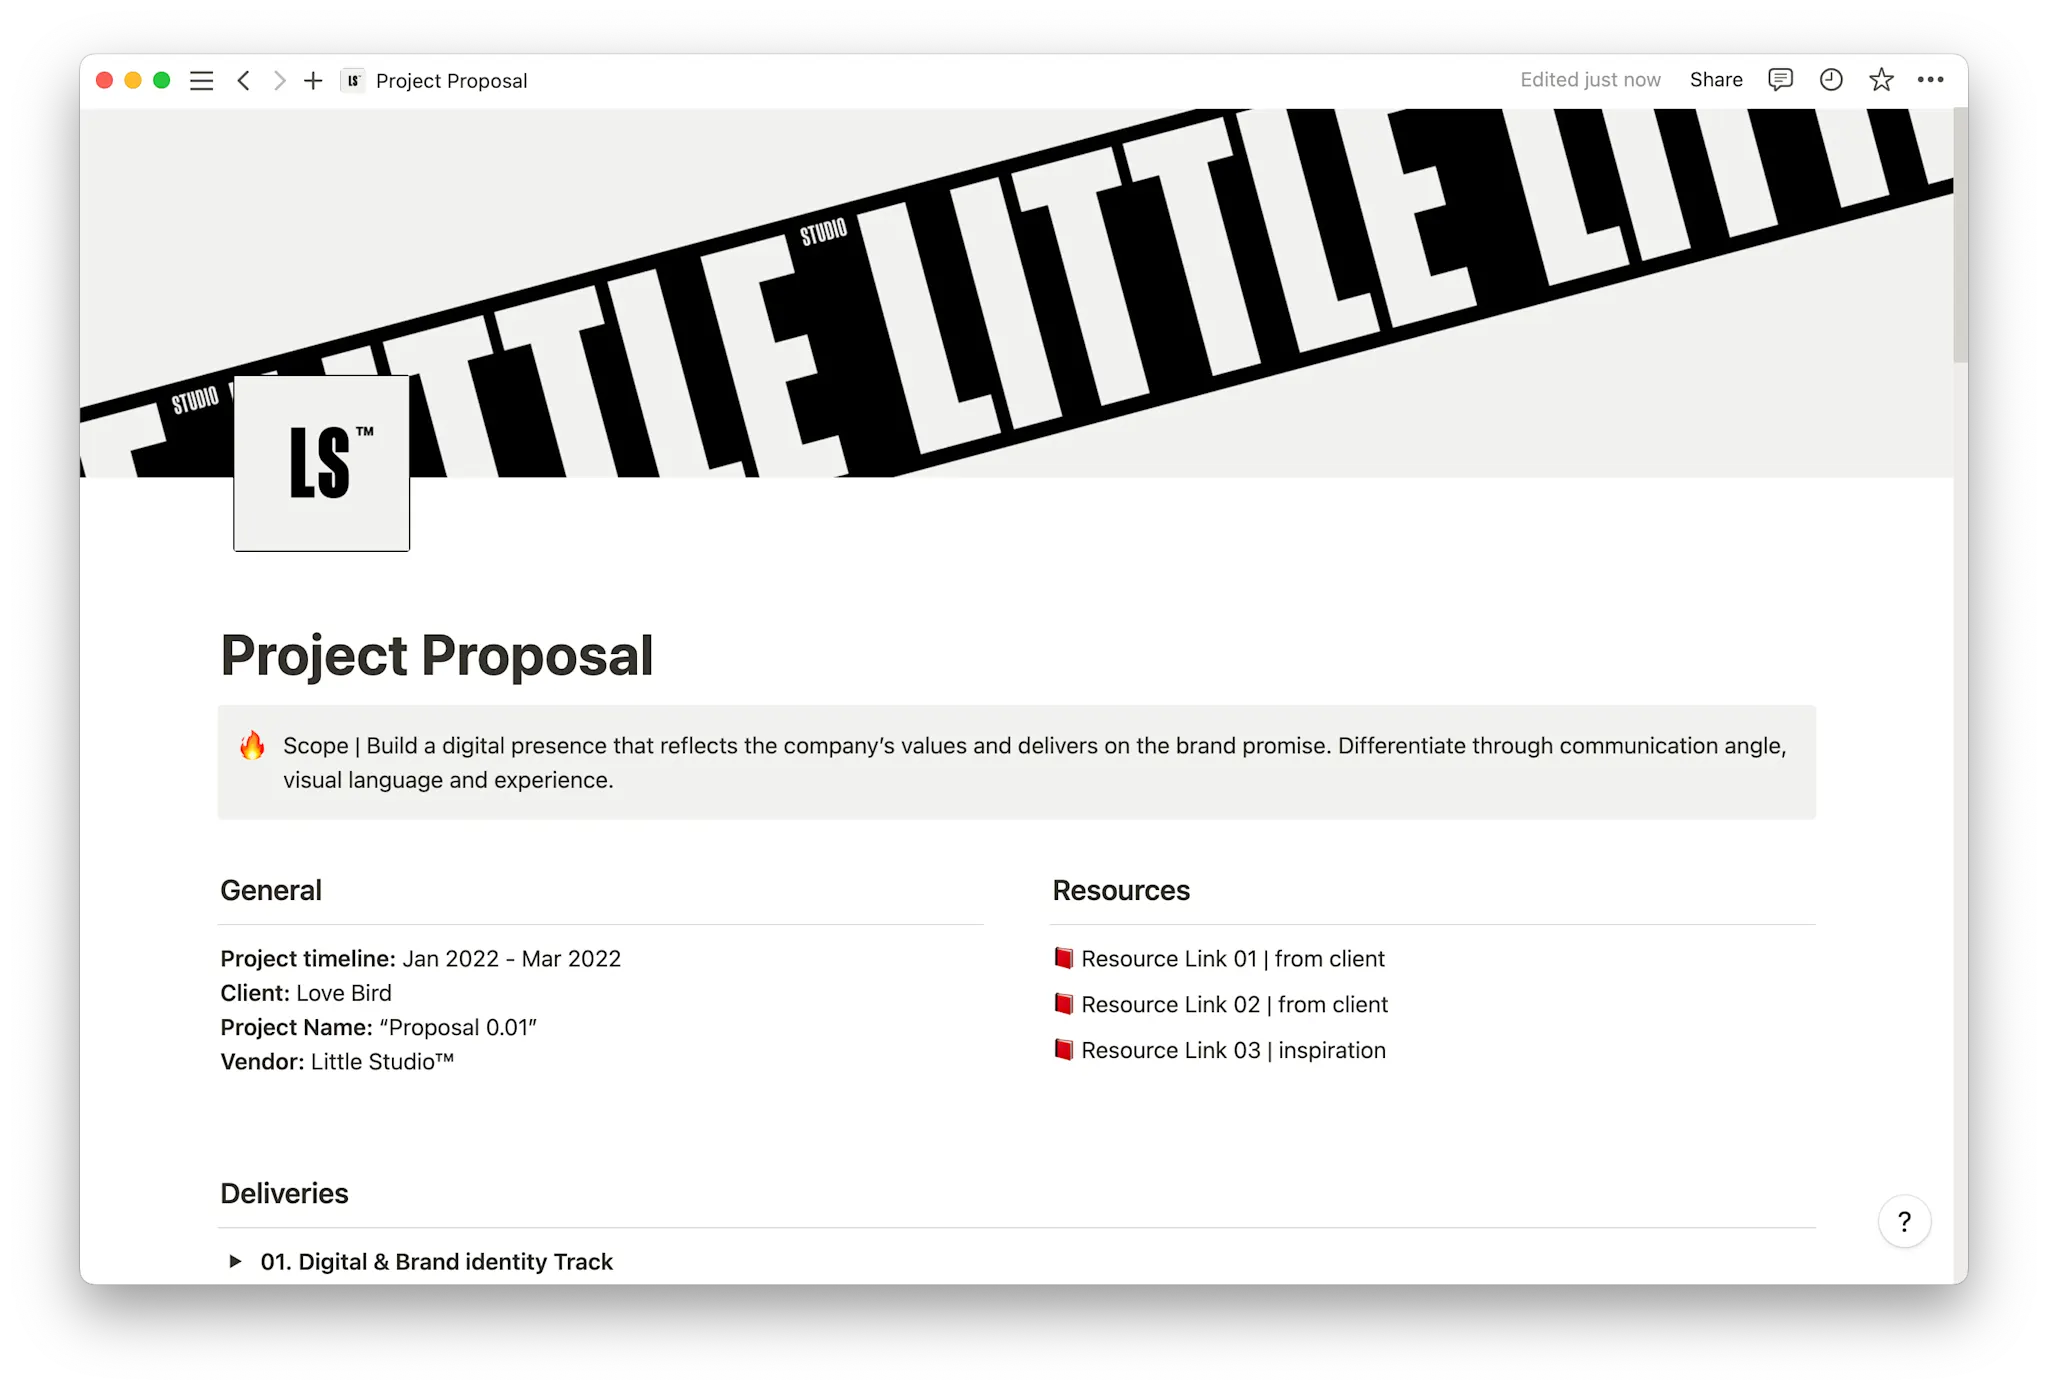 LS Project Proposal
Edited just now
Share
LITTLE
STUDIO
LITTLE
STUDIO
LS™
Project Proposal
🔥 Scope | Build a digital presence that reflects the company’s values and delivers on the brand promise. Differentiate through communication angle,
visual language and experience.
General
Project timeline: Jan 2022 - Mar 2022
Client: Love Bird
Project Name: “Proposal 0.01”
Vendor: Little Studio™
Resources
📕 Resource Link 01 | from client
📕 Resource Link 02 | from client
📕 Resource Link 03 | inspiration
Deliveries
01. Digital & Brand identity Track
?